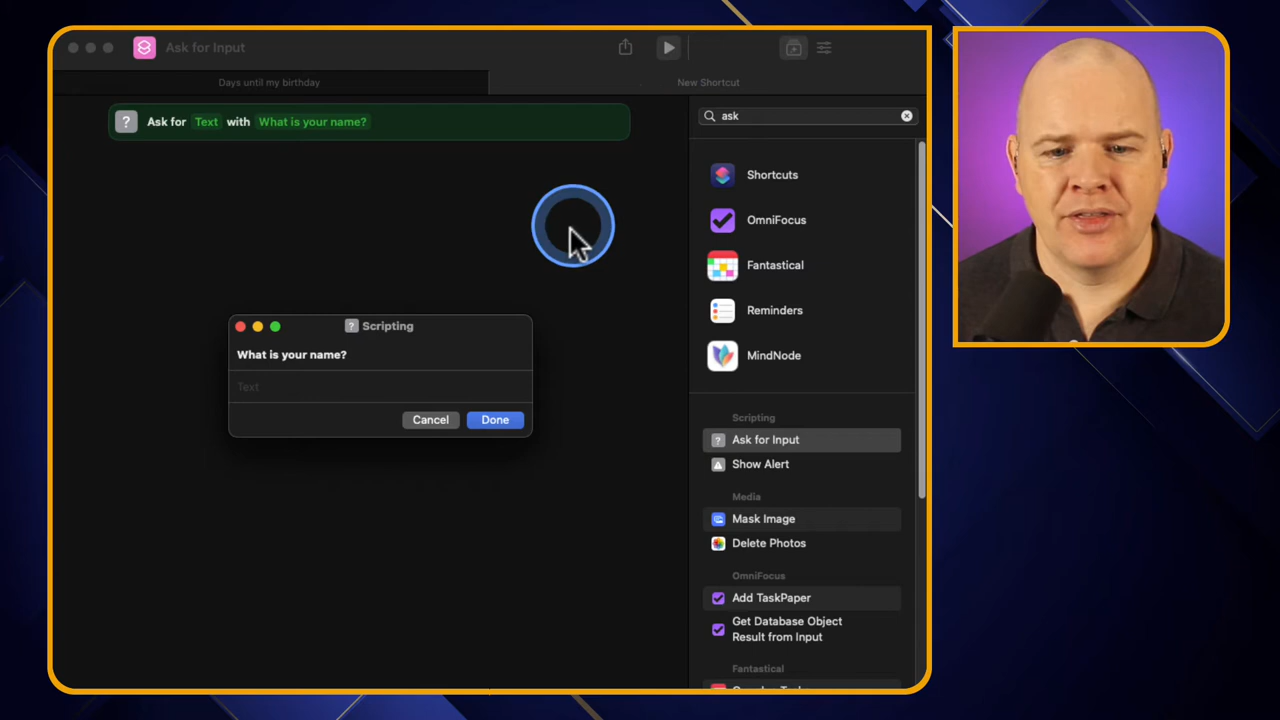 Ask for Input
Days until my birthday
New Shortcut
? Ask for Text with What is your name?
ask
Shortcuts
OmniFocus
Fantastical
Reminders
MindNode
? Scripting
What is your name?
Text
Cancel
Done
Scripting
? Ask for Input
Show Alert
Media
Mask Image
Delete Photos
OmniFocus
Add TaskPaper
Get Database Object
Result from Input
Fantastical